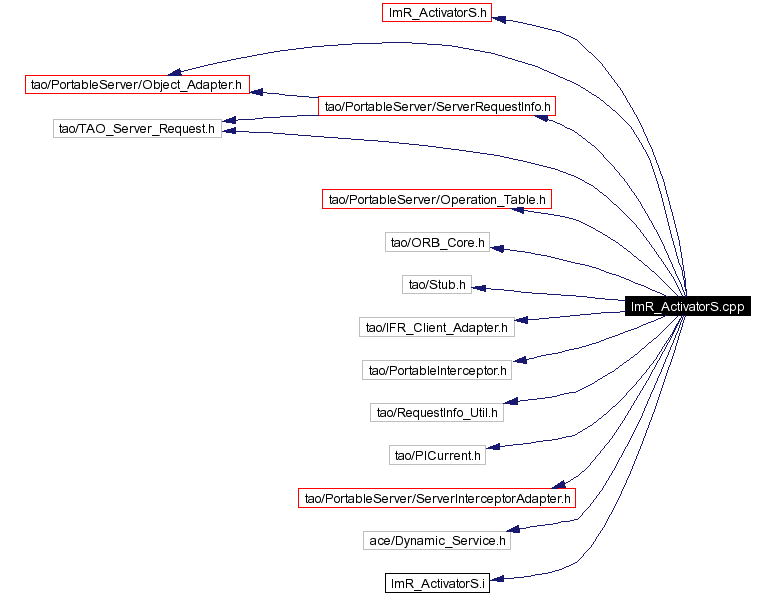 ImR_ActivatorS.h
tao/PortableServer/Object_Adapter.h
tao/PortableServer/ServerRequestInfo.h
tao/TAO_Server_Request.h
tao/PortableServer/Operation_Table.h
tao/ORB_Core.h
tao/Stub.h
ImR_ActivatorS.cpp
tao/IFR_Client_Adapter.h
tao/PortableInterceptor.h
tao/RequestInfo_Util.h
tao/PICurrent.h
tao/PortableServer/ServerInterceptorAdapter.h
ace/Dynamic_Service.h
ImR_ActivatorS.i